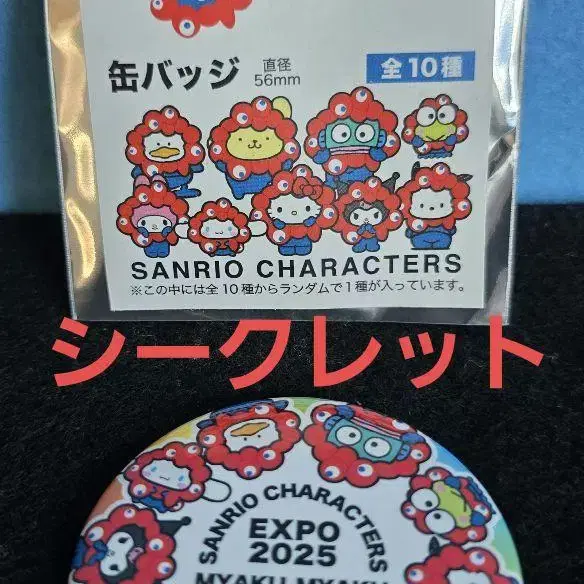 缶バッジ
直径
56mm
全10種
SANRIO CHARACTERS
※この中には全10種からランダムで1種が入っています。
シークレット
SANRIO CHARACTERS
EXPO
2025
MYAKU-MYAKU